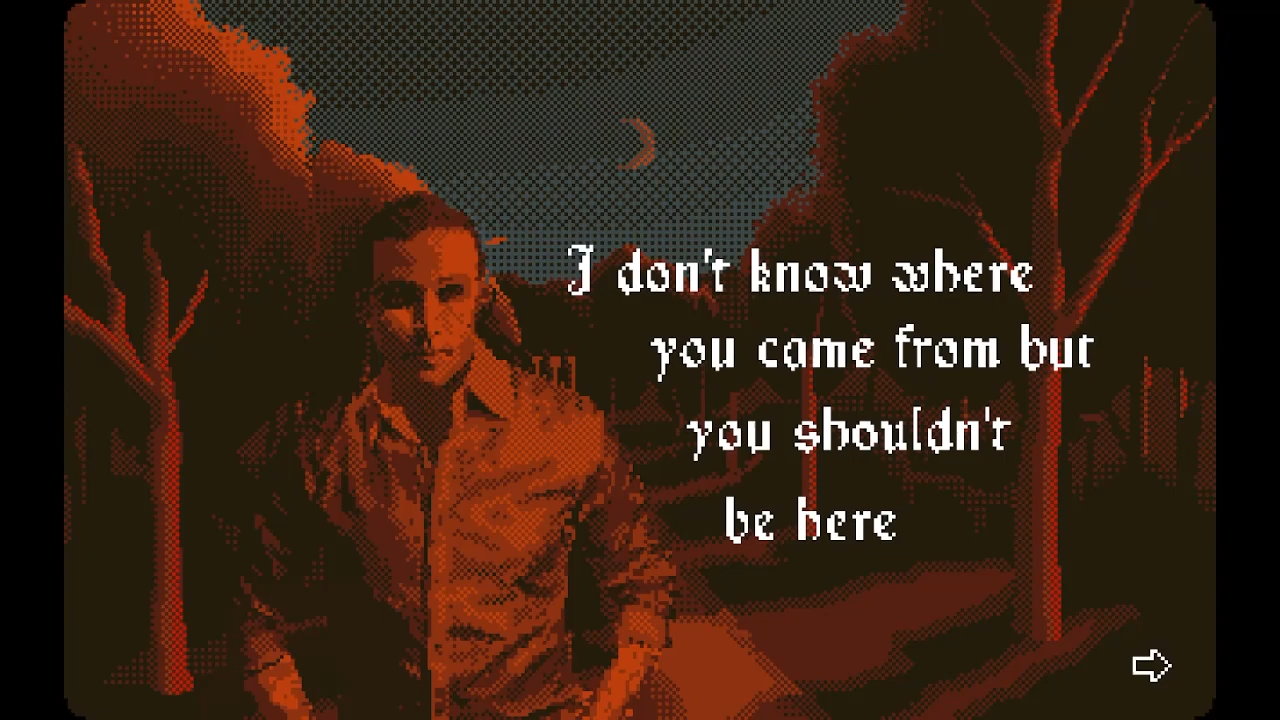 I don't know where
you came from but
you shouldn't
be here